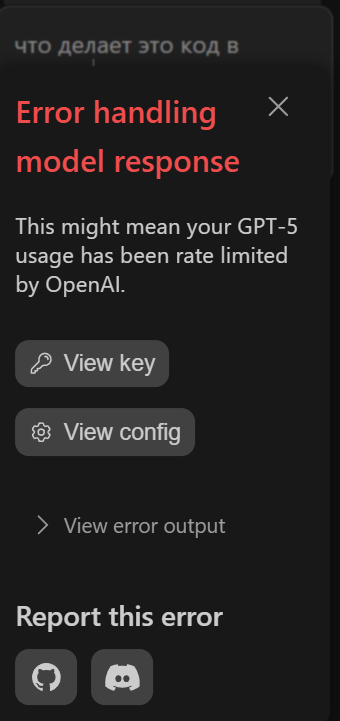 что делает это код в
Error handling
model response
This might mean your GPT-5
usage has been rate limited
by OpenAI.
View key
View config
View error output
Report this error